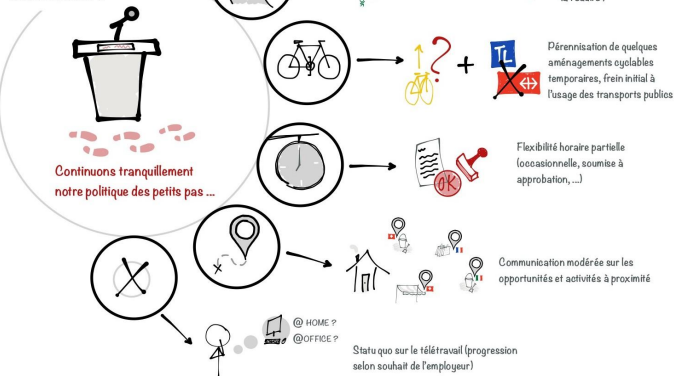 ?
TL
Pérennisation de quelques
aménagements cyclables
temporaires, frein initial à
l'usage des transports publics
Continuons tranquillement
notre politique des petits pas ...
OK
Flexibilité horaire partielle
(occasionnelle, soumise à
approbation, ...)
Communication modérée sur les
opportunités et activités à proximité
@ HOME ?
@OFFICE ?
Statu quo sur le télétravail (progression
selon souhait de l'employeur)